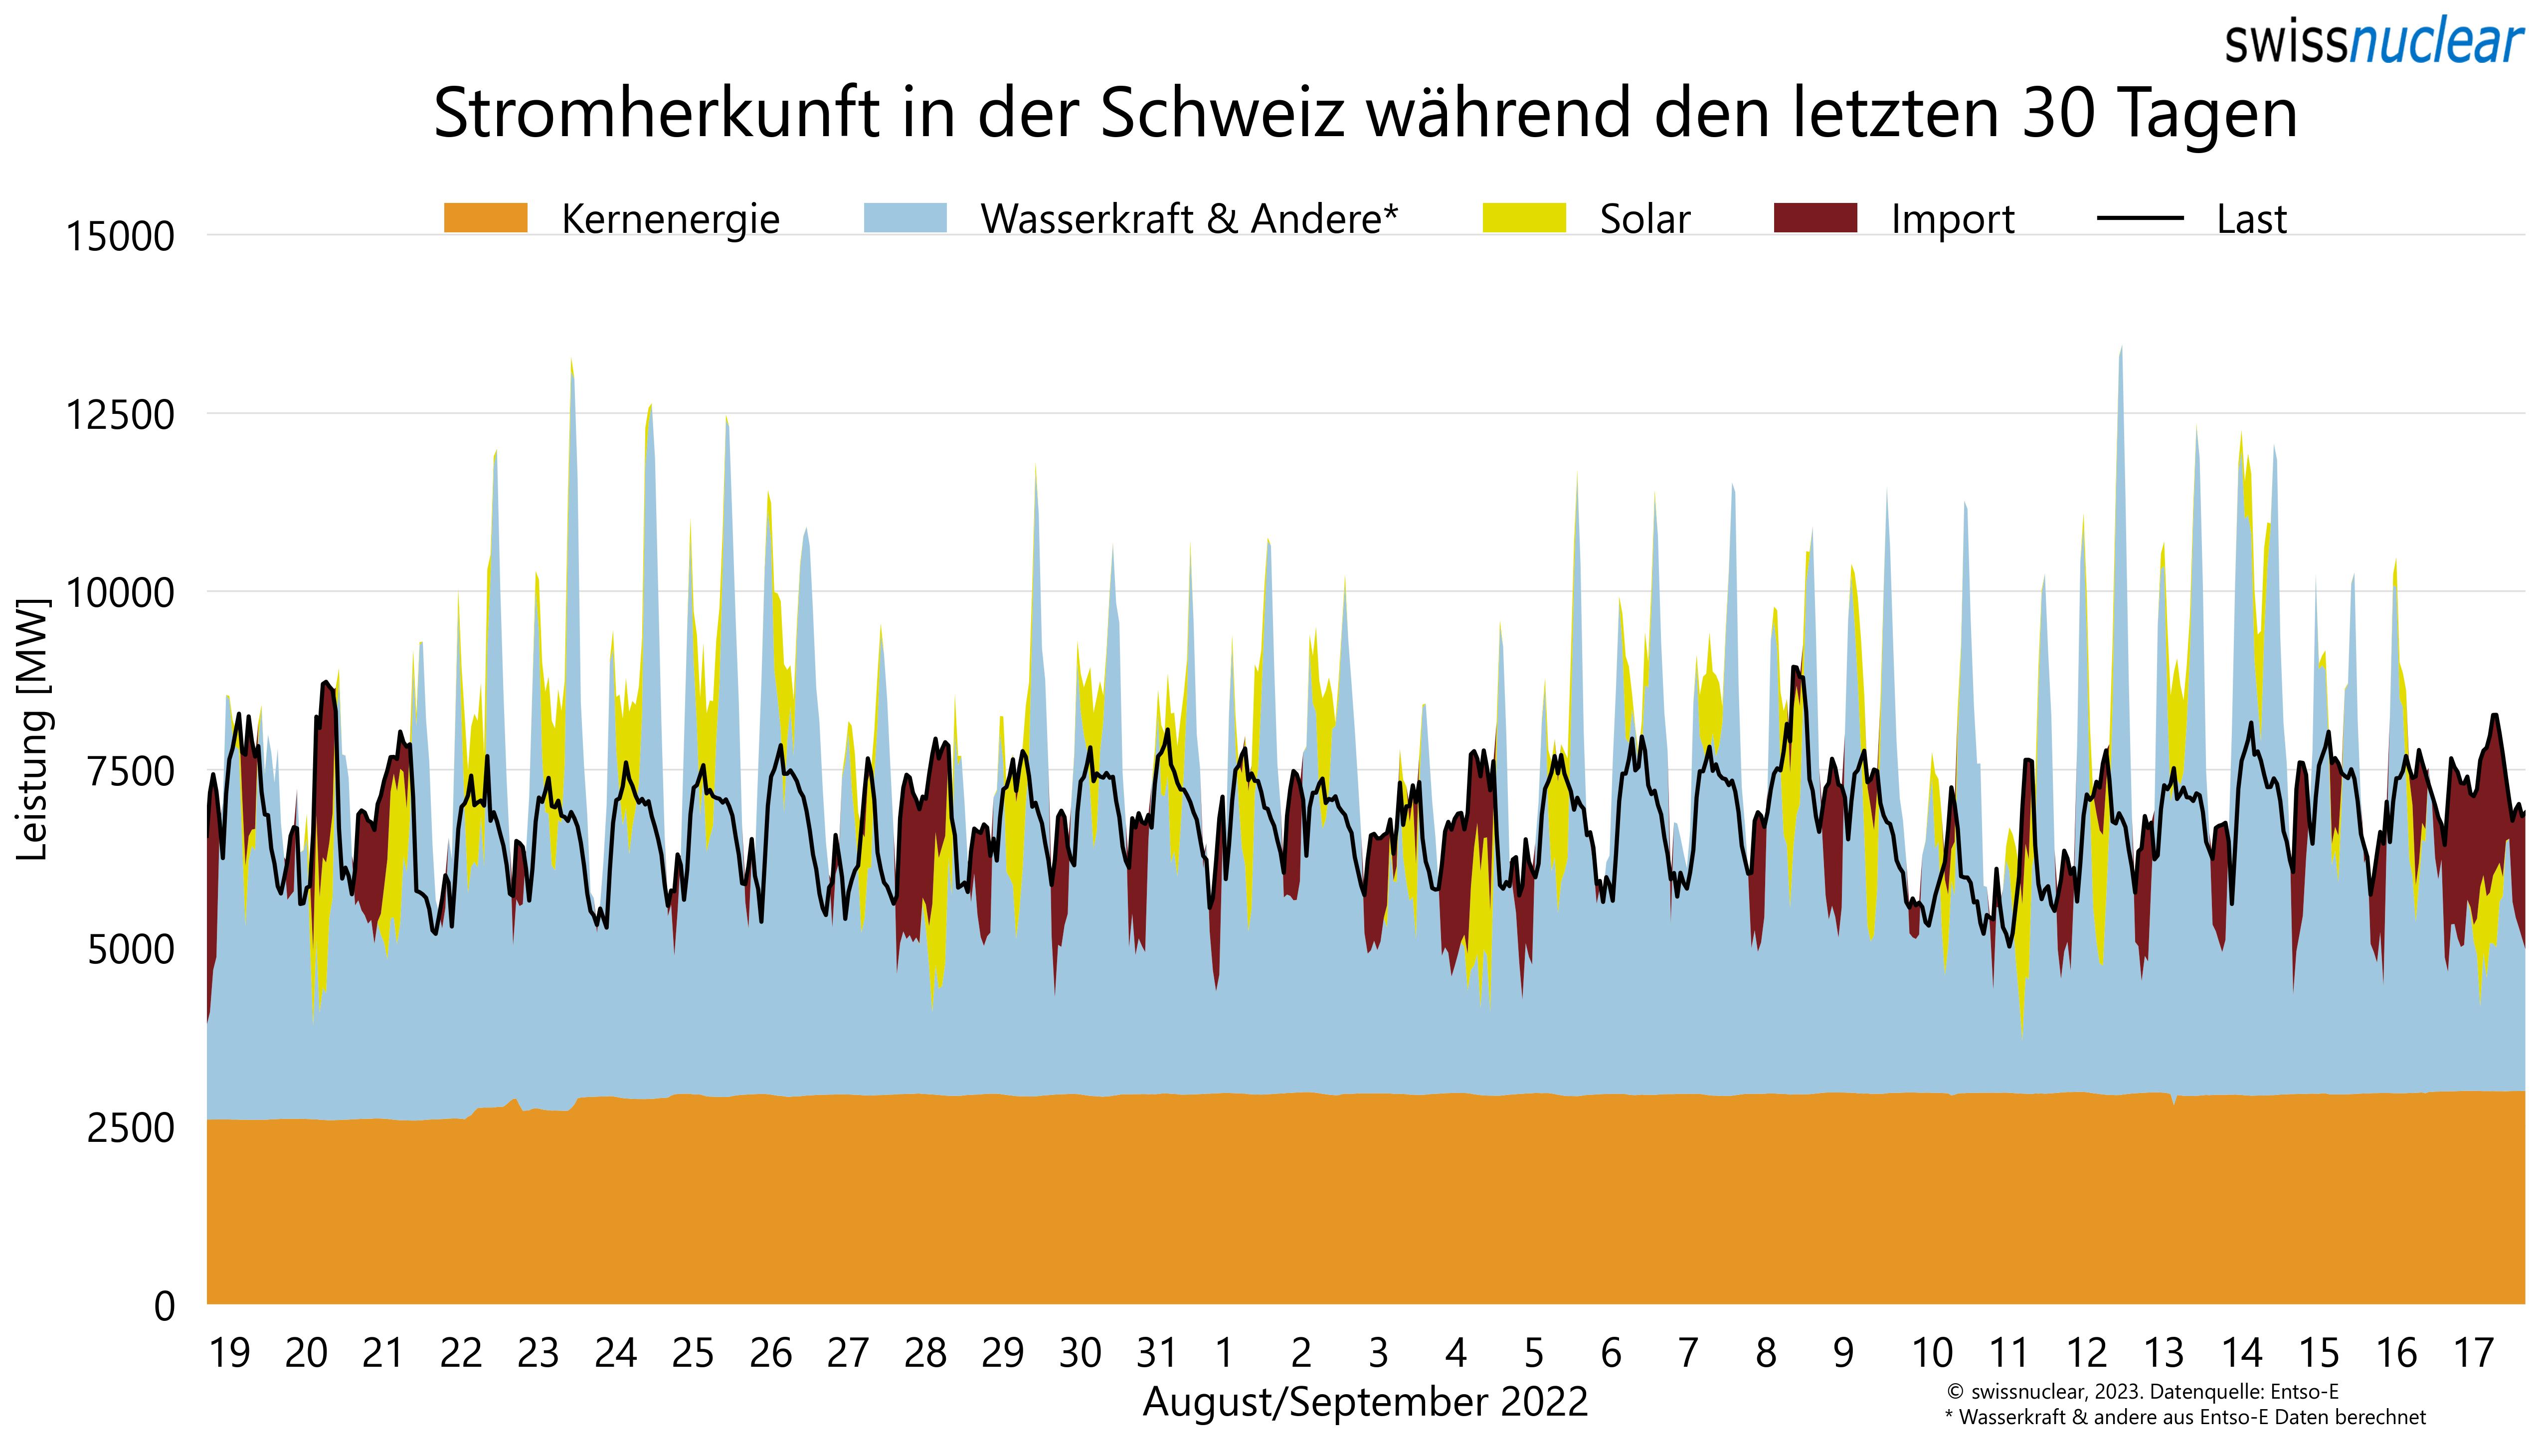 swissnuclear
Stromherkunft in der Schweiz während den letzten 30 Tagen
Kernenergie Wasserkraft & Andere* Solar Import Last
15000
12500
10000
7500
5000
2500
0
Leistung [MW]
19 20 21 22 23 24 25 26 27 28 29 30 31 1 2 3 4 5 6 7 8 9 10 11 12 13 14 15 16 17
August/September 2022
© swissnuclear, 2023. Datenquelle: Entso-E
* Wasserkraft & andere aus Entso-E Daten berechnet